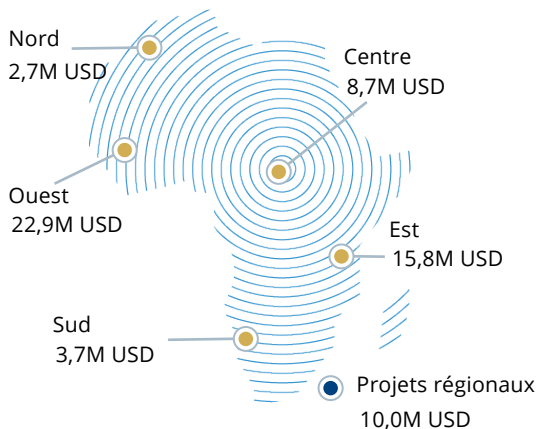 Nord
2,7M USD
Centre
8,7M USD
Ouest
22,9M USD
Est
15,8M USD
Sud
3,7M USD
Projets régionaux
10,0M USD